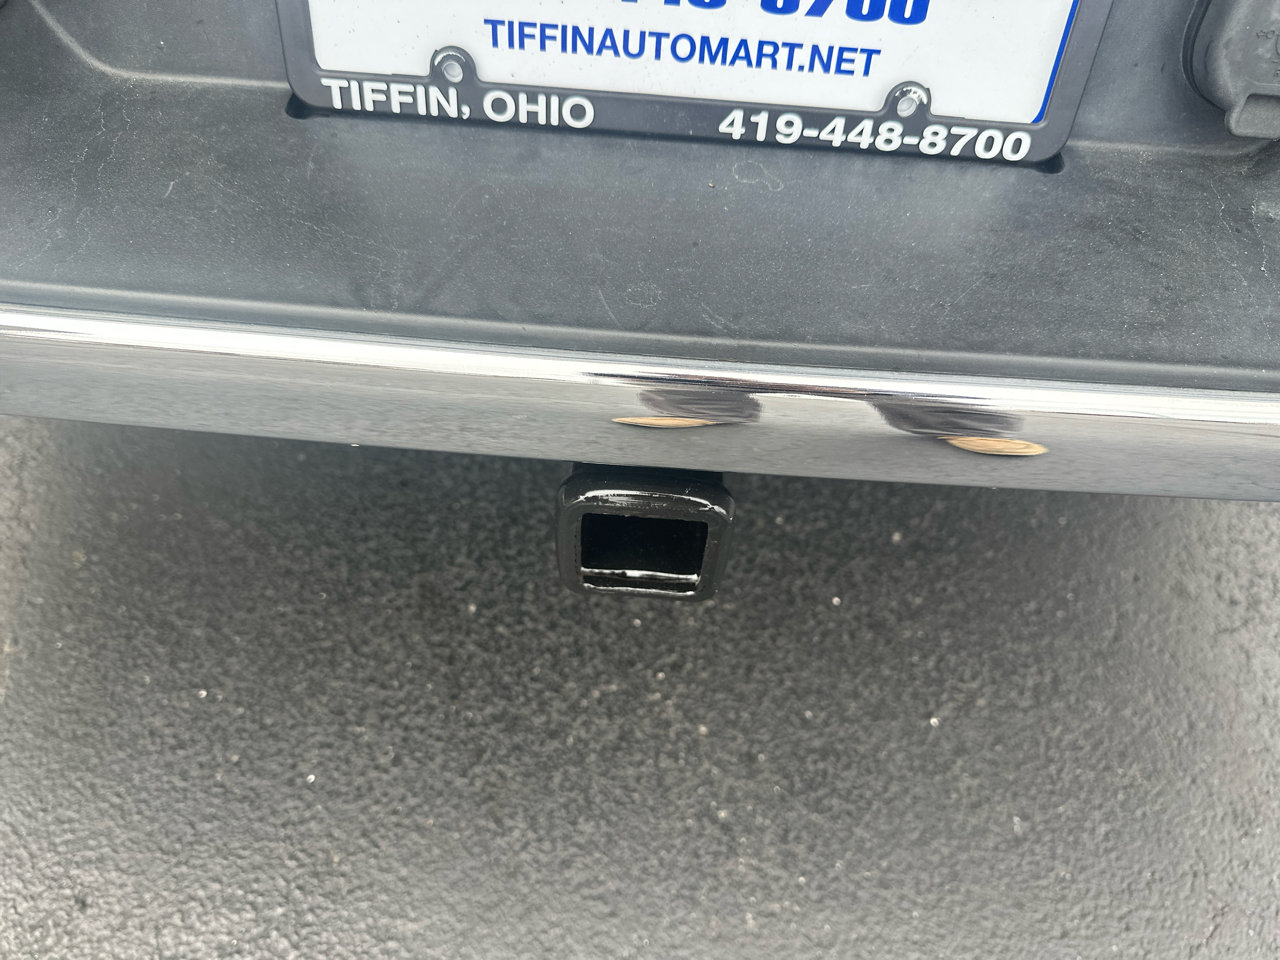 TIFFINAUTOMART.NET
TIFFIN, OHIO 419-448-8700